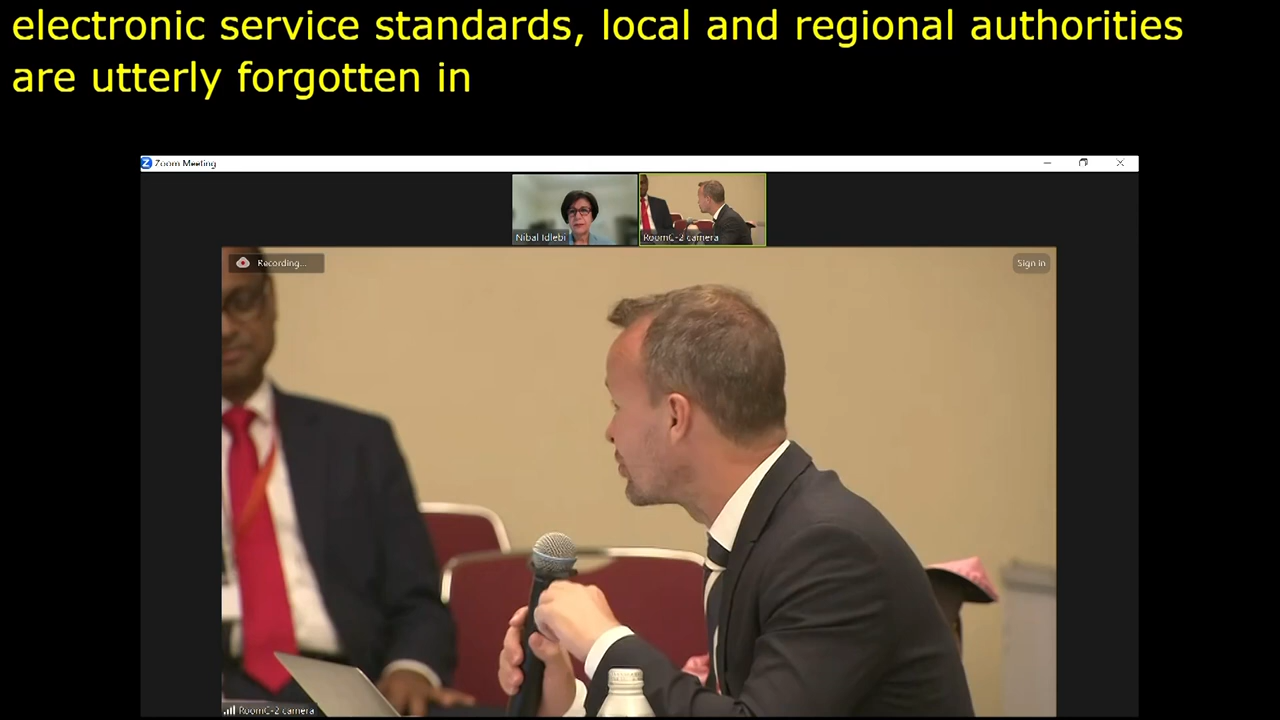 electronic service standards, local and regional authorities
are utterly forgotten in
Zoom Meeting
Nibal Idlebi
RoomC-2 camera
Recording...
Sign in
RoomC-2 camera